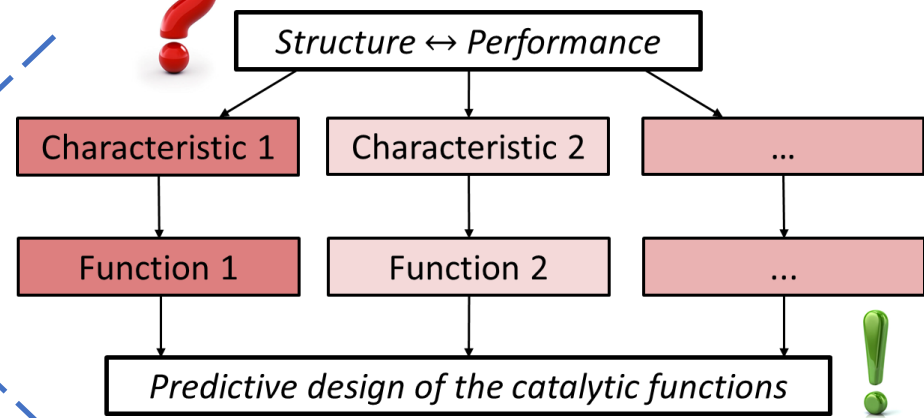 Structure ↔ Performance
Characteristic 1
Characteristic 2
...
Function 1
Function 2
...
Predictive design of the catalytic functions